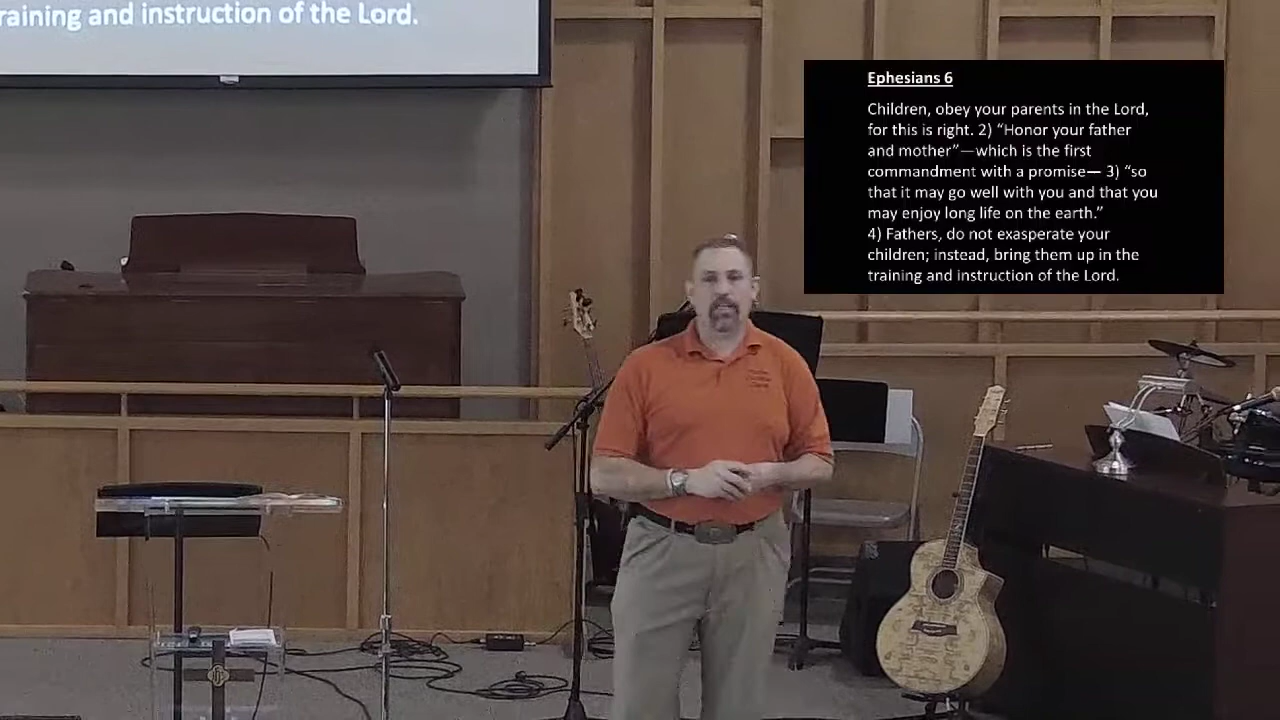 raining and instruction of the Lord.
Ephesians 6
Children, obey your parents in the Lord,
for this is right. 2) “Honor your father
and mother”—which is the first
commandment with a promise— 3) “so
that it may go well with you and that you
may enjoy long life on the earth.”
4) Fathers, do not exasperate your
children; instead, bring them up in the
training and instruction of the Lord.